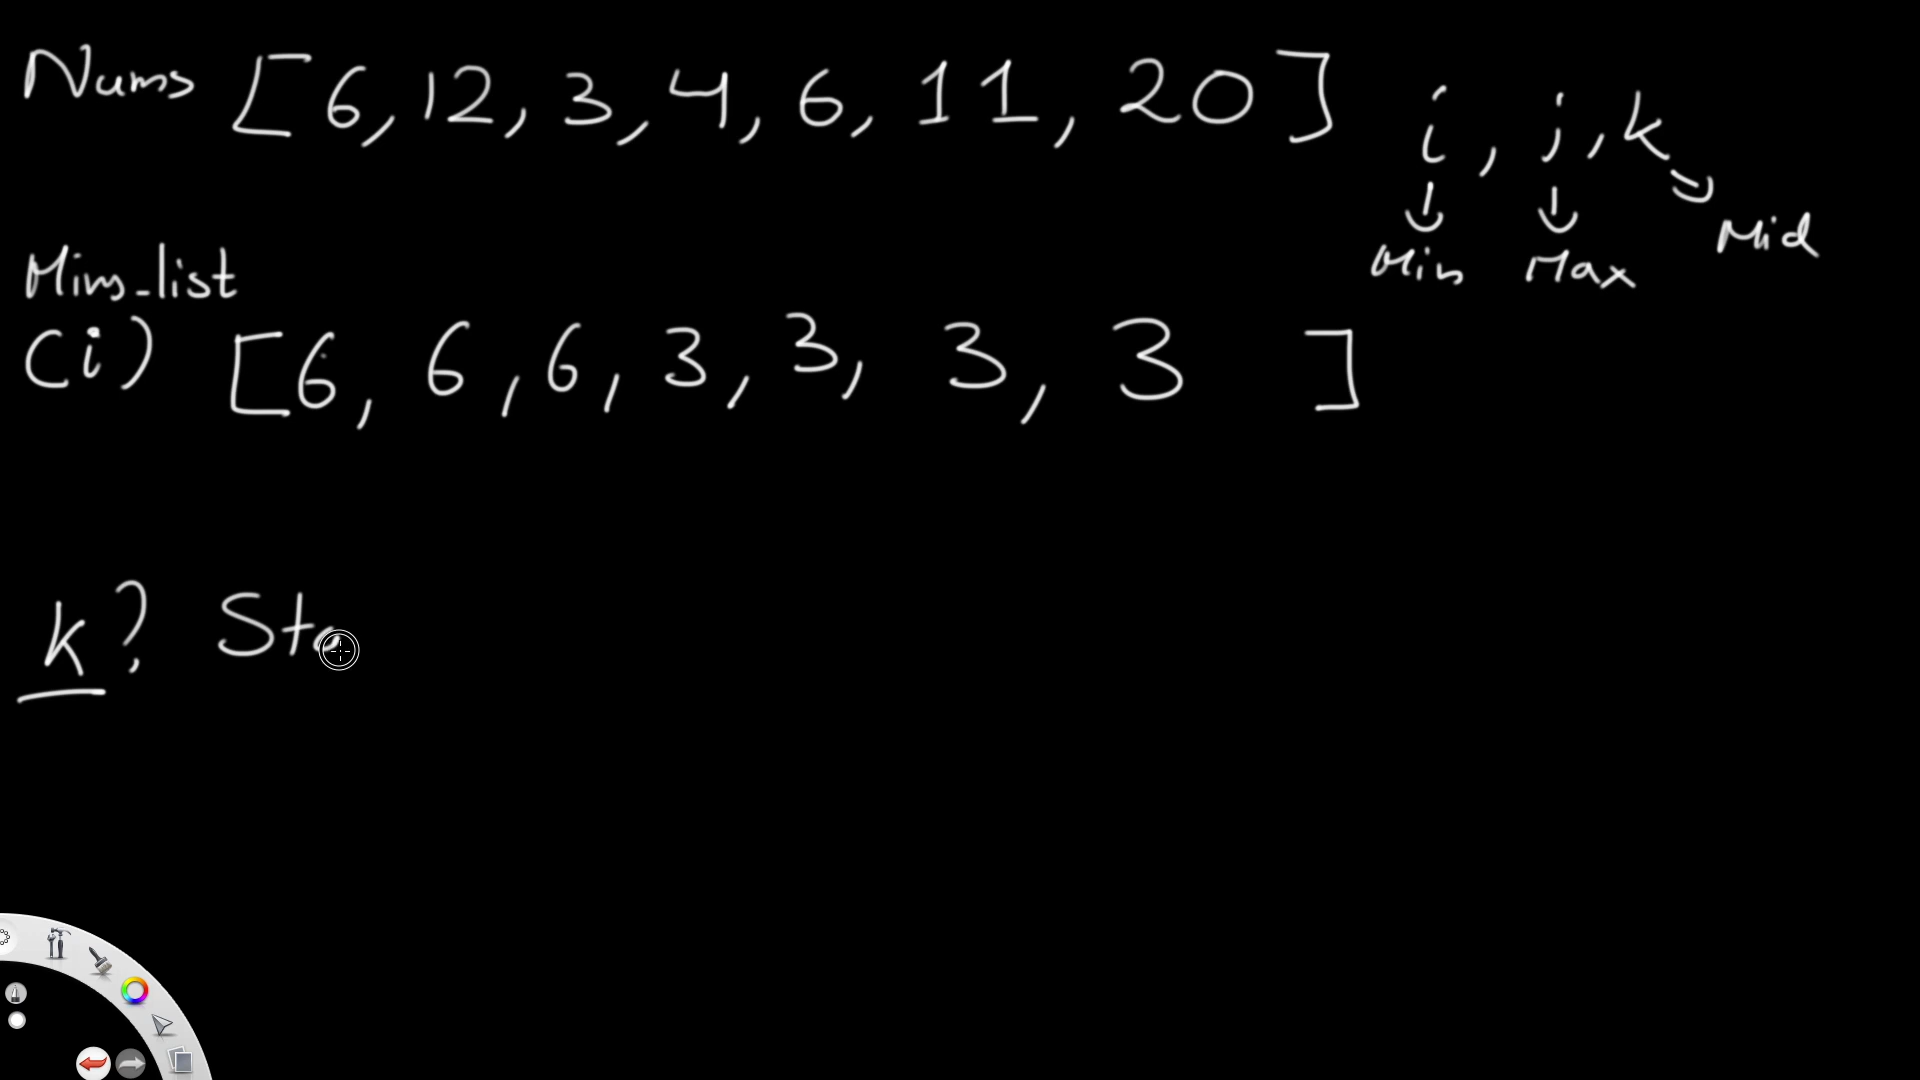 Nums [6, 12, 3, 4, 6, 11, 20] i, j, k
Min Max Mid
Mins_list
(i) [6, 6, 6, 3, 3, 3, 3 ]
k? Sta